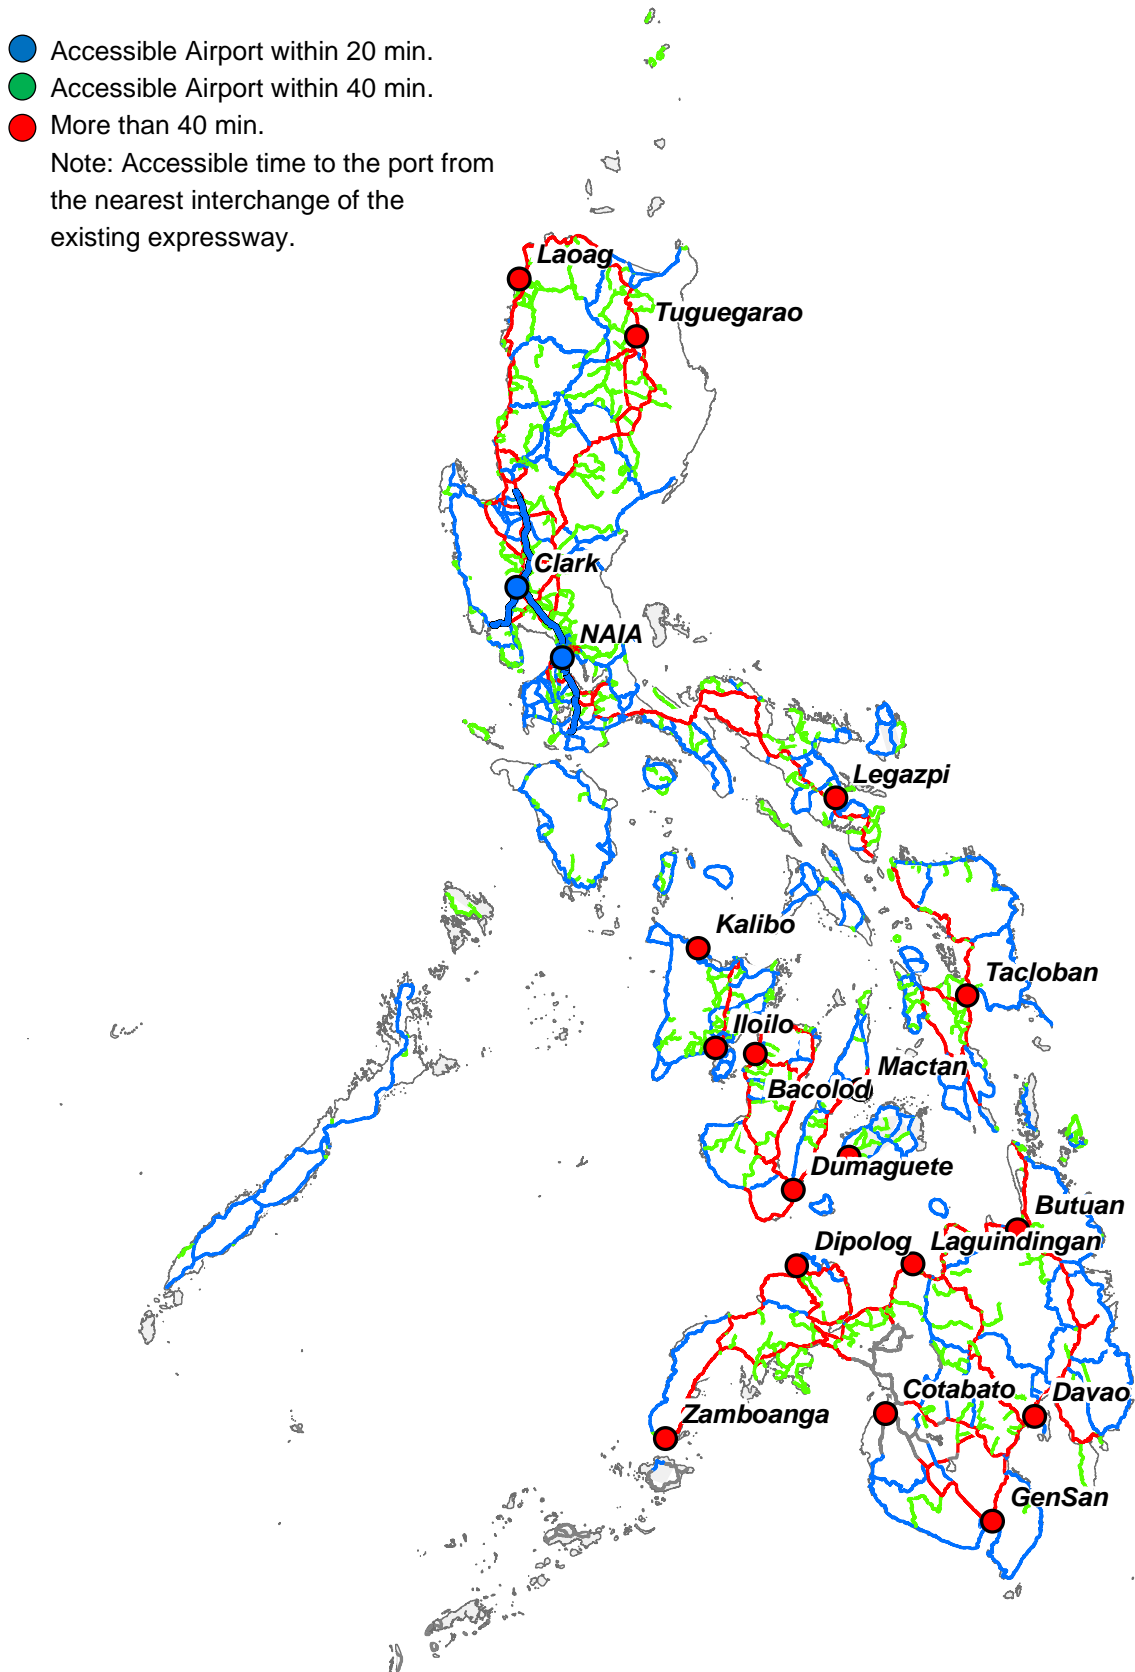 Accessible Airport within 20 min.
Accessible Airport within 40 min.
More than 40 min.
Note: Accessible time to the port from
the nearest interchange of the
existing expressway.
Laoag
Tuguegarao
Clark
NAIA
Legazpi
Kalibo
Tacloban
Iloilo
Mactan
Bacolod
Dumaguete
Butuan
Dipolog
Laguindingan
Cotabato
Davao
Zamboanga
GenSan